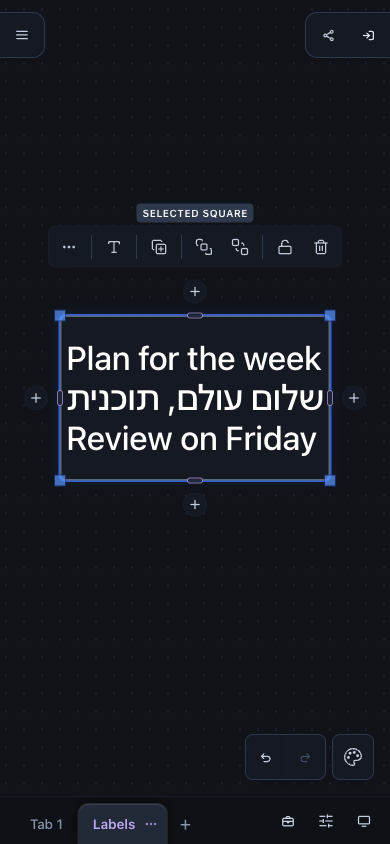 SELECTED SQUARE
Plan for the week
שלום עולם, תוכנית
Review on Friday
Tab 1
Labels